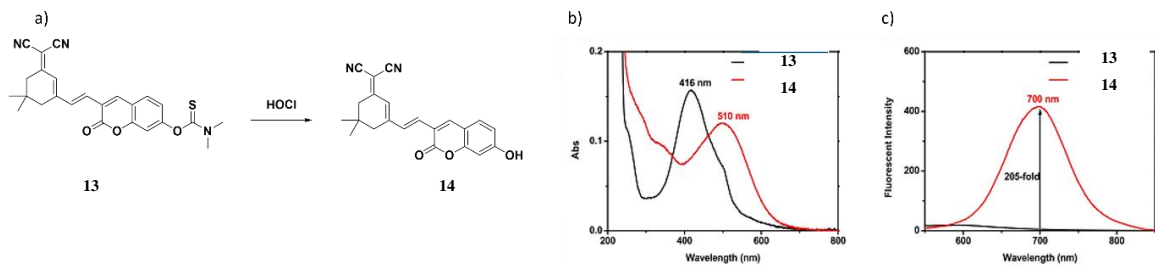 a)
NC CN
O O O S N
13
HOCl
NC CN
O O OH
14
b)
Abs
0.2
0.1
0.0
200 400 600 800
Wavelength (nm)
416 nm
510 nm
13
14
c)
Fluorescent Intensity
600
400
200
0
600 700 800
Wavelength (nm)
700 nm
205-fold
13
14